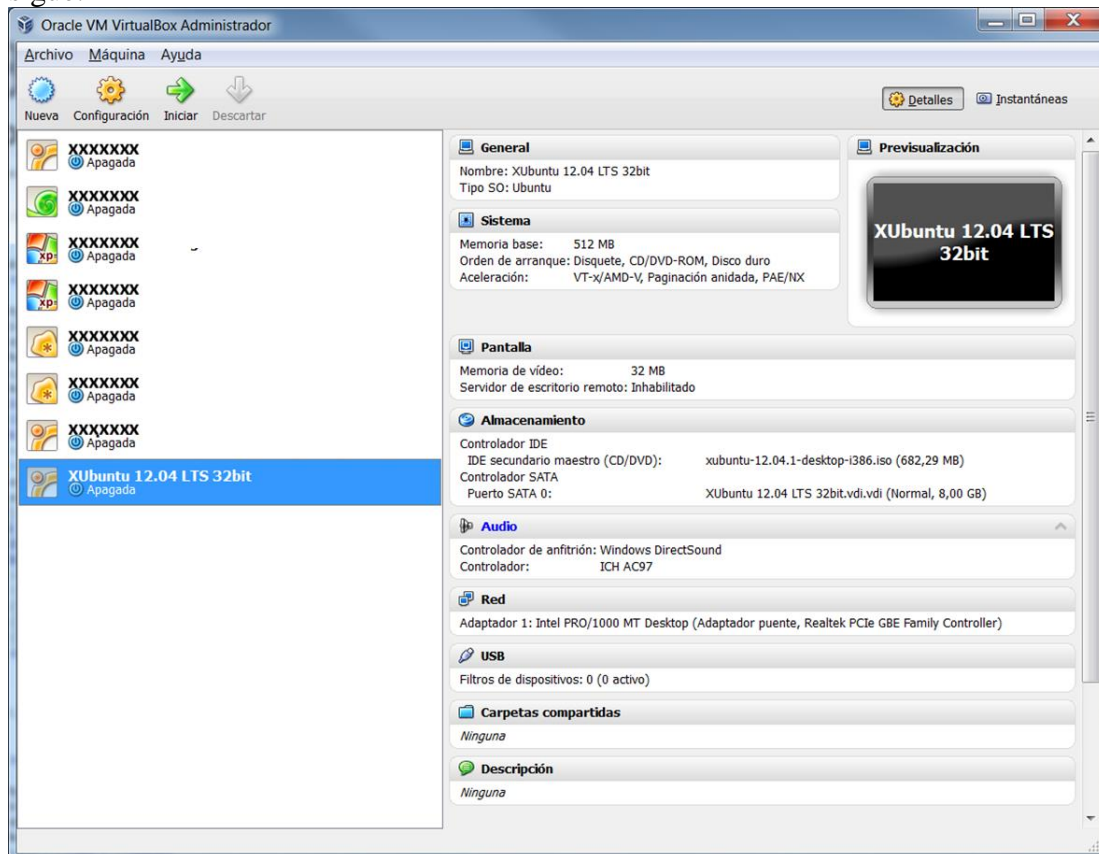 Oracle VM VirtualBox Administrador
Archivo Máquina Ayuda
Nueva Configuración Iniciar Descartar
Detalles Instantáneas
XXXXXXX
Apagada
XXXXXXX
Apagada
XXXXXXX
Apagada
XXXXXXX
Apagada
XXXXXXX
Apagada
XXXXXXX
Apagada
XXXXXXX
Apagada
XUbuntu 12.04 LTS 32bit
Apagada
General
Nombre: XUbuntu 12.04 LTS 32bit
Tipo SO: Ubuntu
Sistema
Memoria base: 512 MB
Orden de arranque: Disquete, CD/DVD-ROM, Disco duro
Aceleración: VT-x/AMD-V, Paginación anidada, PAE/NX
Previsualización
XUbuntu 12.04 LTS
32bit
Pantalla
Memoria de vídeo: 32 MB
Servidor de escritorio remoto: Inhabilitado
Almacenamiento
Controlador IDE
IDE secundario maestro (CD/DVD): xubuntu-12.04.1-desktop-i386.iso (682,29 MB)
Controlador SATA
Puerto SATA 0: XUbuntu 12.04 LTS 32bit.vdi.vdi (Normal, 8,00 GB)
Audio
Controlador de anfitrión: Windows DirectSound
Controlador: ICH AC97
Red
Adaptador 1: Intel PRO/1000 MT Desktop (Adaptador puente, Realtek PCIe GBE Family Controller)
USB
Filtros de dispositivos: 0 (0 activo)
Carpetas compartidas
Ninguna
Descripción
Ninguna